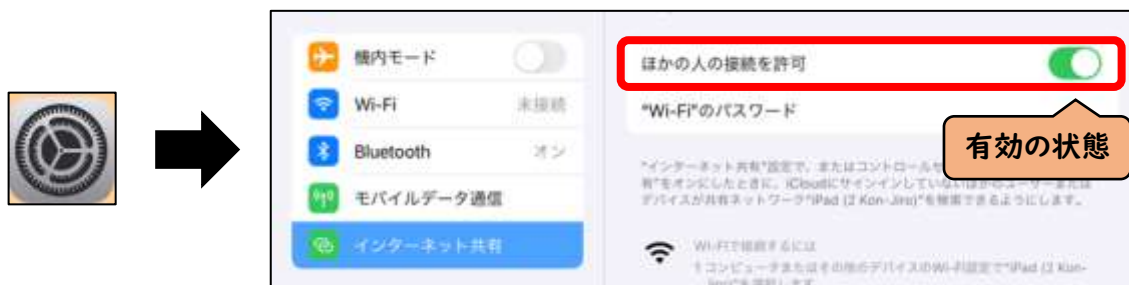 機内モード
Wi-Fi 未接続
Bluetooth オン
モバイルデータ通信
インターネット共有
ほかの人の接続を許可
"Wi-Fi"のパスワード
有効の状態
"インターネット共有"設定で、またはコントロールセ
有"をオンにしたときに、iCloudにサインインしていないほかのユーザーまたは
デバイスが共有ネットワーク"iPad (2 Kon-Jino)"を検索できるようにします。
Wi-Fiで接続するには
1 コンピュータまたはその他のデバイスのWi-Fi設定で"iPad (2 Kon-